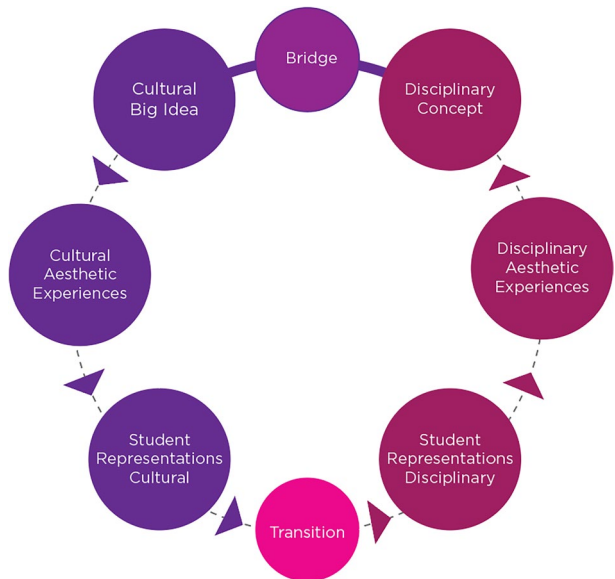 Bridge
Cultural
Big Idea
Disciplinary
Concept
Cultural
Aesthetic
Experiences
Disciplinary
Aesthetic
Experiences
Student
Representations
Cultural
Student
Representations
Disciplinary
Transition